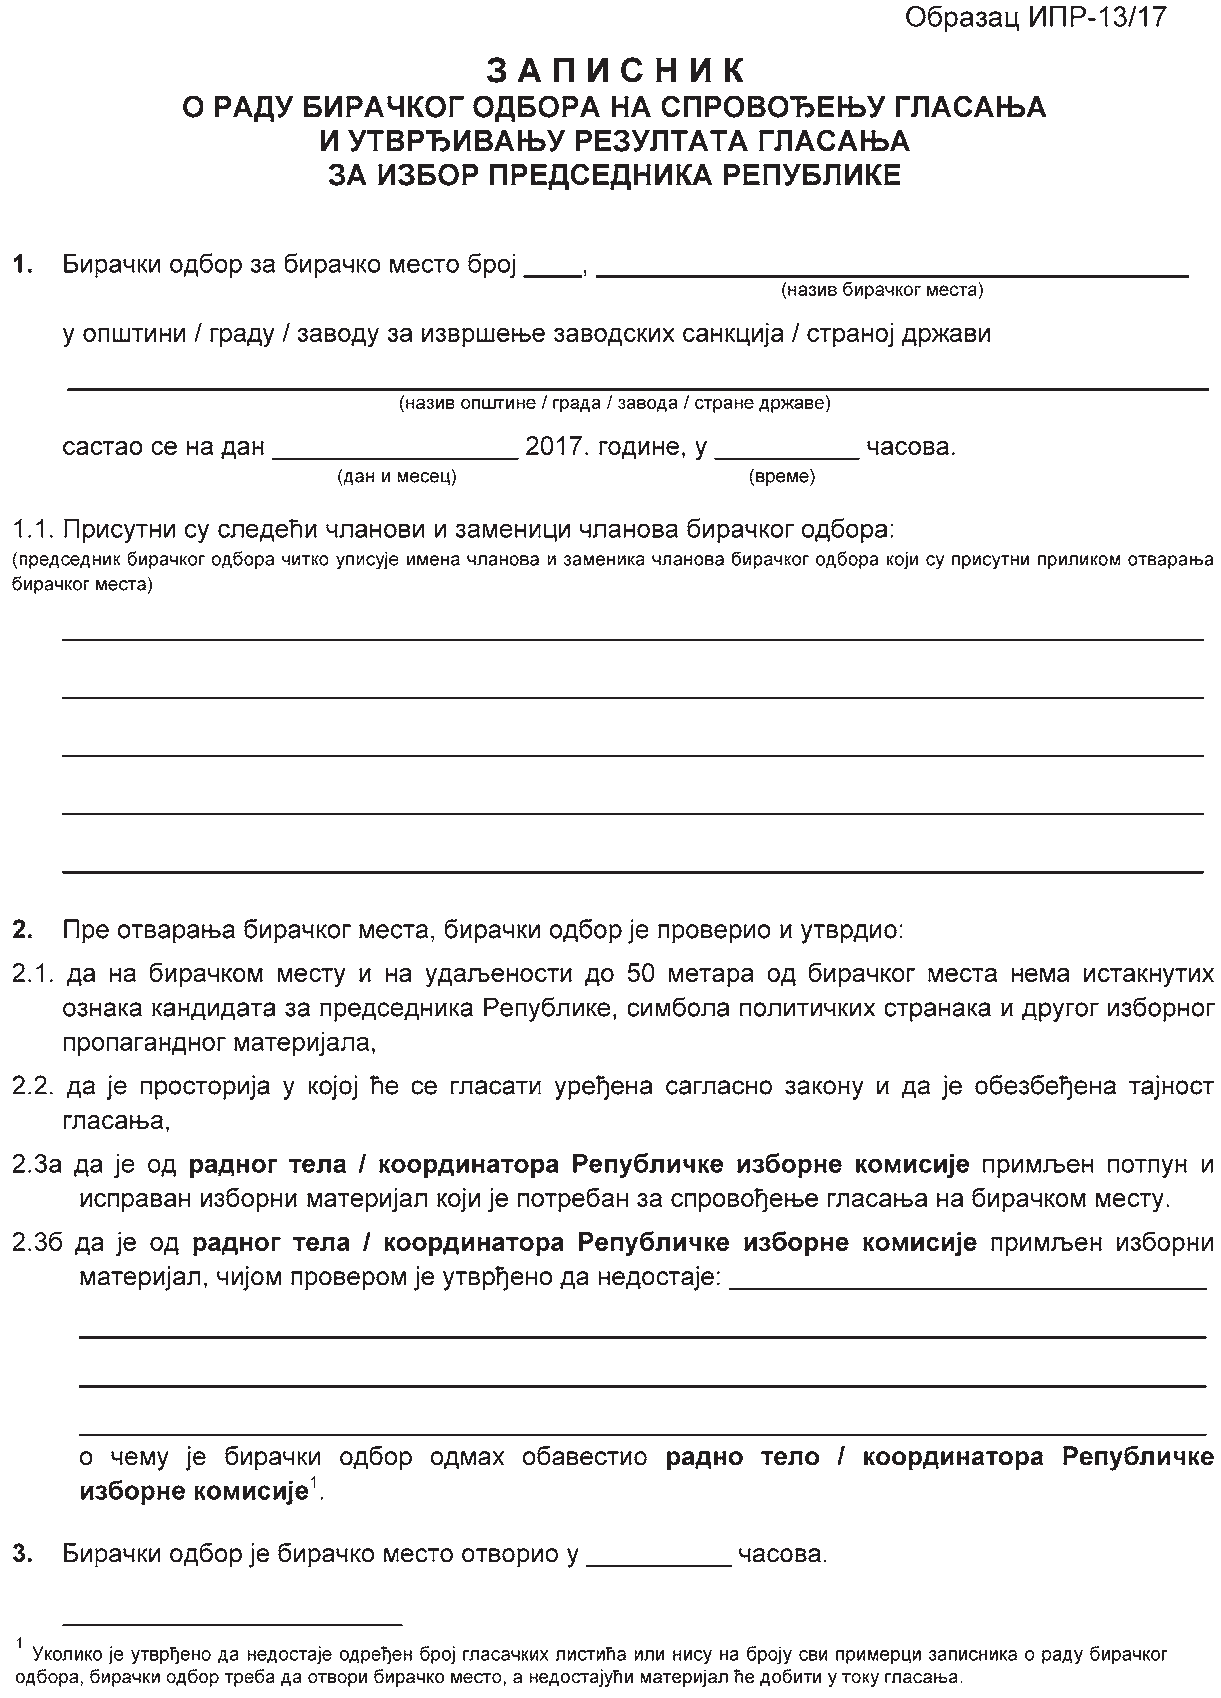 Образац ИПР-13/17
З А П И С Н И К
О РАДУ БИРАЧКОГ ОДБОРА НА СПРОВОЂЕЊУ ГЛАСАЊА
И УТВРЂИВАЊУ РЕЗУЛТАТА ГЛАСАЊА
ЗА ИЗБОР ПРЕДСЕДНИКА РЕПУБЛИКЕ
1. Бирачки одбор за бирачко место број ____, ____________________
(назив бирачког места)
у општини / граду / заводу за извршење заводских санкција / страној држави
(назив општине / града / завода / стране државе)
састао се на дан _________________ 2017. године, у __________ часова.
(дан и месец) (време)
1.1. Присутни су следећи чланови и заменици чланова бирачког одбора:
(председник бирачког одбора читко уписује имена чланова и заменика чланова бирачког одбора који су присутни приликом отварања
бирачког места)
2. Пре отварања бирачког места, бирачки одбор је проверио и утврдио:
2.1. да на бирачком месту и на удаљености до 50 метара од бирачког места нема истакнутих
ознака кандидата за председника Републике, симбола политичких странака и другог изборног
пропагандног материјала,
2.2. да је просторија у којој ће се гласати уређена сагласно закону и да је обезбеђена тајност
гласања,
2.3а да је од радног тела / координатора Републичке изборне комисије примљен потпун и
исправан изборни материјал који је потребан за спровођење гласања на бирачком месту.
2.3б да је од радног тела / координатора Републичке изборне комисије примљен изборни
материјал, чијом провером је утврђено да недостаје: ____________________
о чему је бирачки одбор одмах обавестио радно тело / координатора Републичке
изборне комисије1.
3. Бирачки одбор је бирачко место отворио у __________ часова.
1 Уколико је утврђено да недостаје одређен број гласачких листића или нису на броју сви примерци записника о раду бирачког
одбора, бирачки одбор треба да отвори бирачко место, а недостајући материјал ће добити у току гласања.